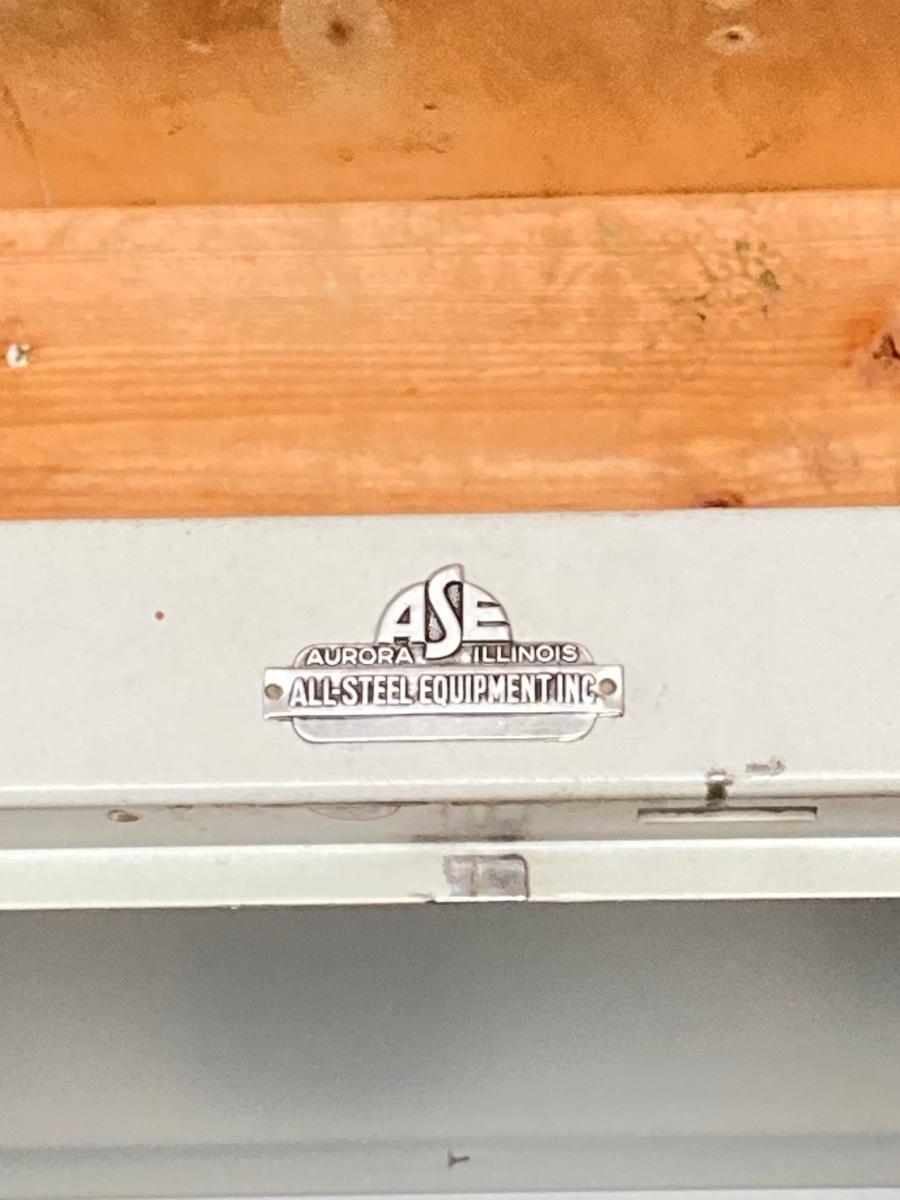 ASE
AURORA ILLINOIS
ALL-STEEL EQUIPMENT INC.